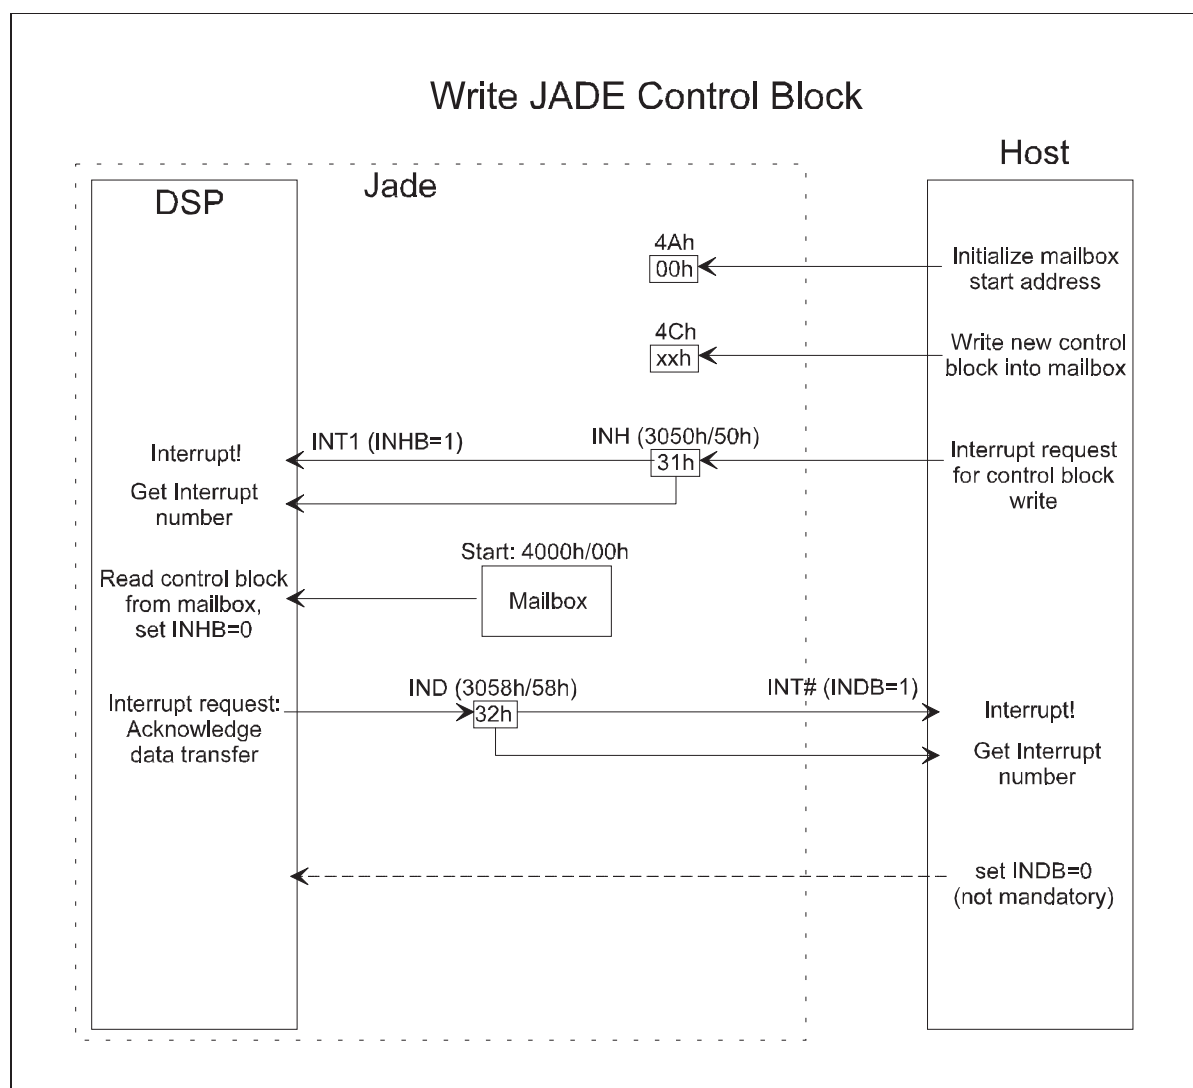 Write JADE Control Block
Host
Jade
DSP
4Ah
00h
Initialize mailbox
start address
4Ch
xxh
Write new control
block into mailbox
INT1 (INHB=1)
INH (3050h/50h)
31h
Interrupt!
Interrupt request
for control block
write
Get Interrupt
number
Start: 4000h/00h
Mailbox
Read control block
from mailbox,
set INHB=0
IND (3058h/58h)
INT# (INDB=1)
32h
Interrupt request:
Acknowledge
data transfer
Interrupt!
Get Interrupt
number
set INDB=0
(not mandatory)